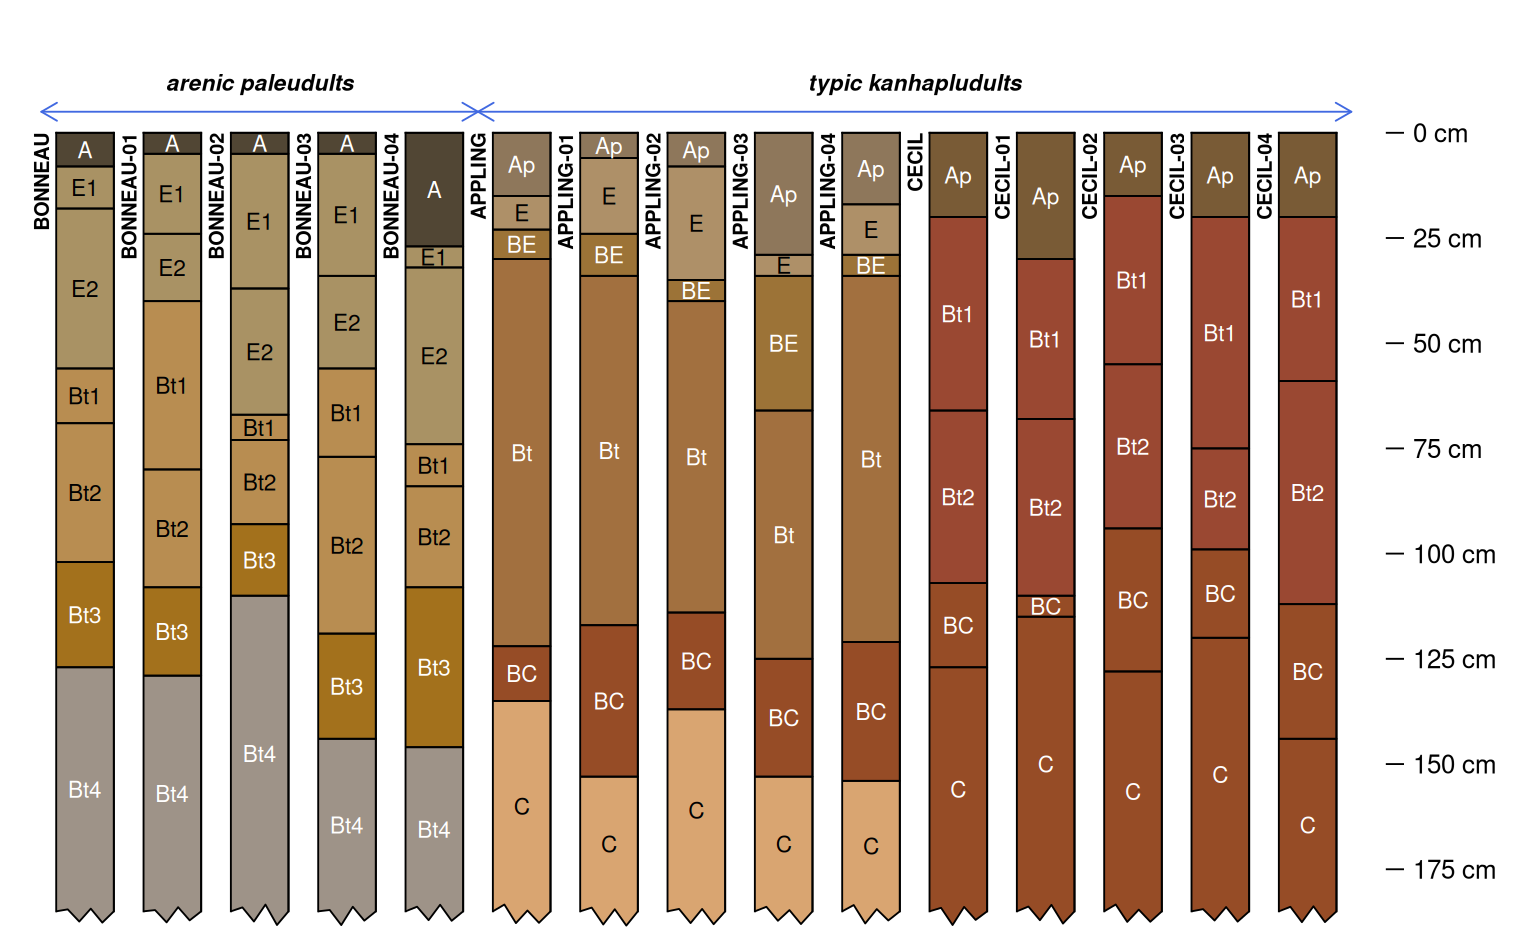 arenic paleudults
typic kanhapludults
BONNEAU
A
E1
E2
Bt1
Bt2
Bt3
Bt4
BONNEAU-01
A
E1
E2
Bt1
Bt2
Bt3
Bt4
BONNEAU-02
A
E1
E2
Bt1
Bt2
Bt3
Bt4
BONNEAU-03
A
E1
E2
Bt1
Bt2
Bt3
Bt4
BONNEAU-04
A
E1
E2
Bt1
Bt2
Bt3
Bt4
APPLING
Ap
E
BE
Bt
BC
C
APPLING-01
Ap
E
BE
Bt
BC
C
APPLING-02
Ap
E
BE
Bt
BC
C
APPLING-03
Ap
E
BE
Bt
BC
C
APPLING-04
Ap
E
BE
Bt
BC
C
CECIL
Ap
Bt1
Bt2
BC
C
CECIL-01
Ap
Bt1
Bt2
BC
C
CECIL-02
Ap
Bt1
Bt2
BC
C
CECIL-03
Ap
Bt1
Bt2
BC
C
CECIL-04
Ap
Bt1
Bt2
BC
C
0 cm
25 cm
50 cm
75 cm
100 cm
125 cm
150 cm
175 cm